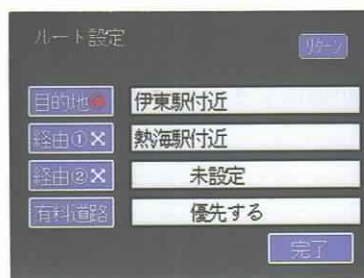 ルート設定
リターン
目的地● 伊東駅付近
経由①✕ 熱海駅付近
経由②✕ 未設定
有料道路 優先する
完了